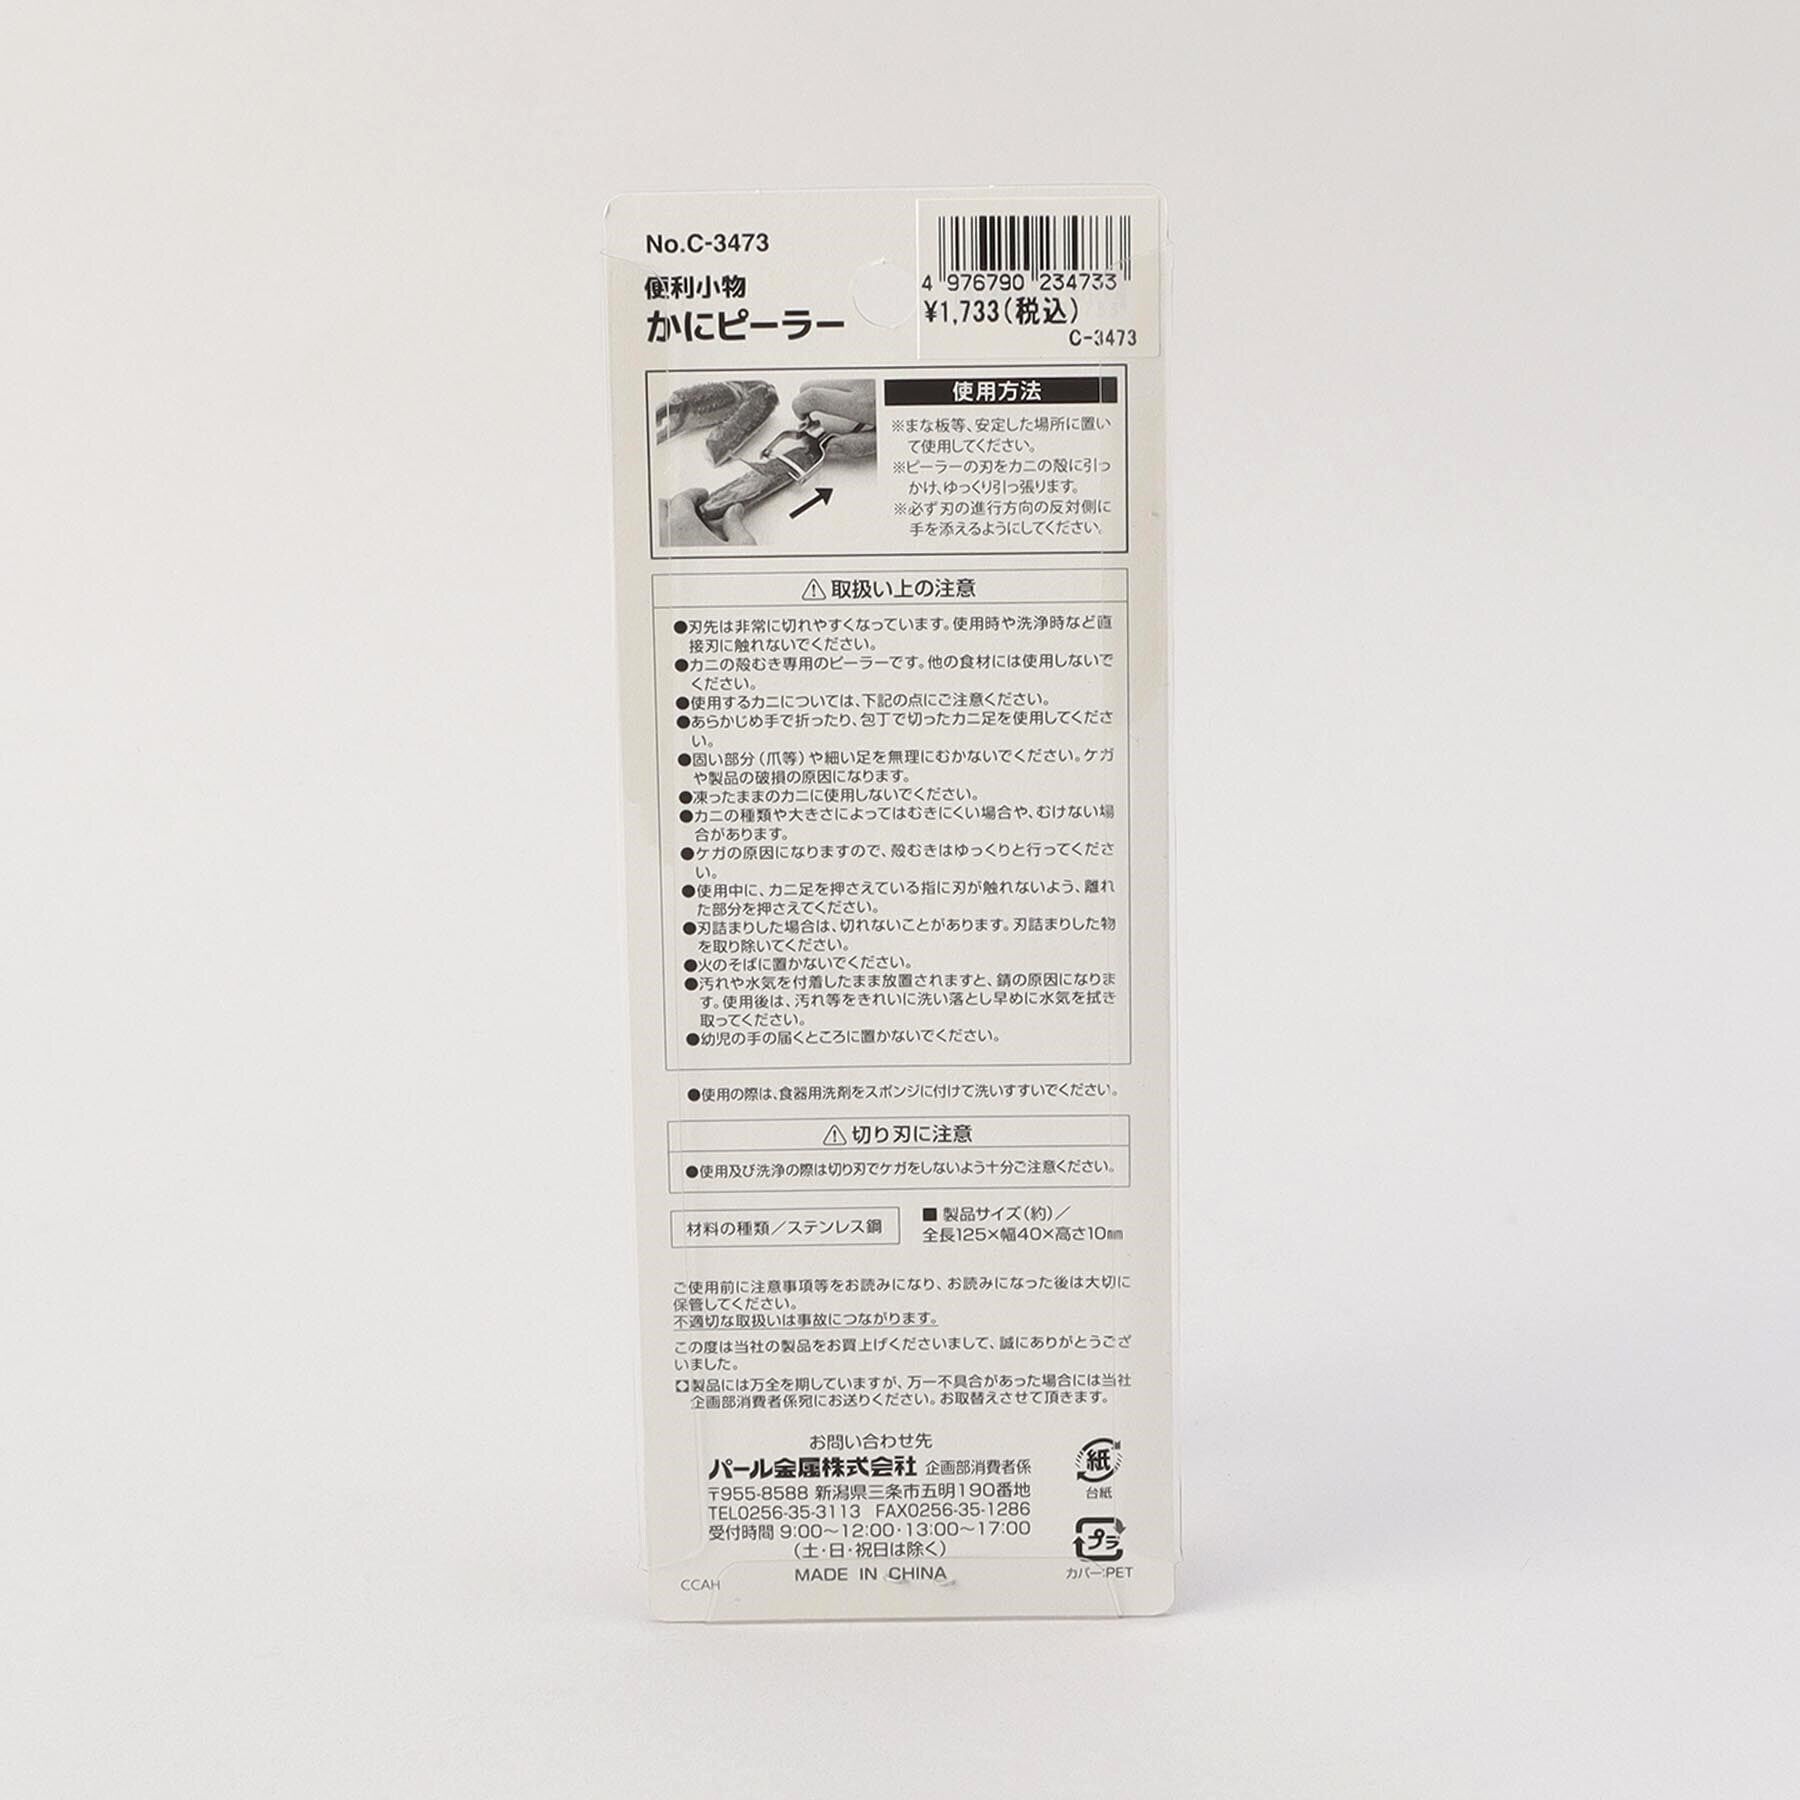 No.C-3473
便利小物
かにピーラー
4 976790 234733
¥1,733(税込)
C-3473
使用方法
※まな板等、安定した場所に置い
て使用してください。
※ピーラーの刃をカニの殻に引っ
かけ、ゆっくり引っ張ります。
※必ず刃の進行方向の反対側に
手を添えるようにしてください。
⚠取扱い上の注意
●刃先は非常に切れやすくなっています。使用時や洗浄時など直
接刃に触れないでください。
●カニの殻むき専用のピーラーです。他の食材には使用しないで
ください。
●使用するカニについては、下記の点にご注意ください。
●あらかじめ手で折ったり、包丁で切ったカニ足を使用してくださ
い。
●固い部分(爪等)や細い足を無理にむかないでください。ケガ
や製品の破損の原因になります。
●凍ったままのカニに使用しないでください。
●カニの種類や大きさによってはむきにくい場合や、むけない場
合があります。
●ケガの原因になりますので、殻むきはゆっくりと行ってくださ
い。
●使用中に、カニ足を押さえている指に刃が触れないよう、離れ
た部分を押さえてください。
●刃詰まりした場合は、切れないことがあります。刃詰まりした物
を取り除いてください。
●火のそばに置かないでください。
●汚れや水気を付着したまま放置されますと、錆の原因になりま
す。使用後は、汚れ等をきれいに洗い落とし早めに水気を拭き
取ってください。
●幼児の手の届くところに置かないでください。
●使用の際は、食器用洗剤をスポンジに付けて洗いすすいでください。
⚠切り刃に注意
●使用及び洗浄の際は切り刃でケガをしないよう十分ご注意ください。
材料の種類/ステンレス鋼
■ 製品サイズ(約)/
全長125×幅40×高さ10mm
ご使用前に注意事項等をお読みになり、お読みになった後は大切に
保管してください。
不適切な取扱いは事故につながります。
この度は当社の製品をお買上げくださいまして、誠にありがとうござ
いました。
製品には万全を期していますが、万一不具合があった場合には当社
企画部消費者係宛にお送りください。お取替えさせて頂きます。
お問い合わせ先
パール金属株式会社 企画部消費者係
〒955-8588 新潟県三条市五明190番地
TEL0256-35-3113 FAX0256-35-1286
受付時間 9:00～12:00・13:00～17:00
(土・日・祝日は除く)
MADE IN CHINA
CCAH
紙
台紙
プラ
カバー:PET